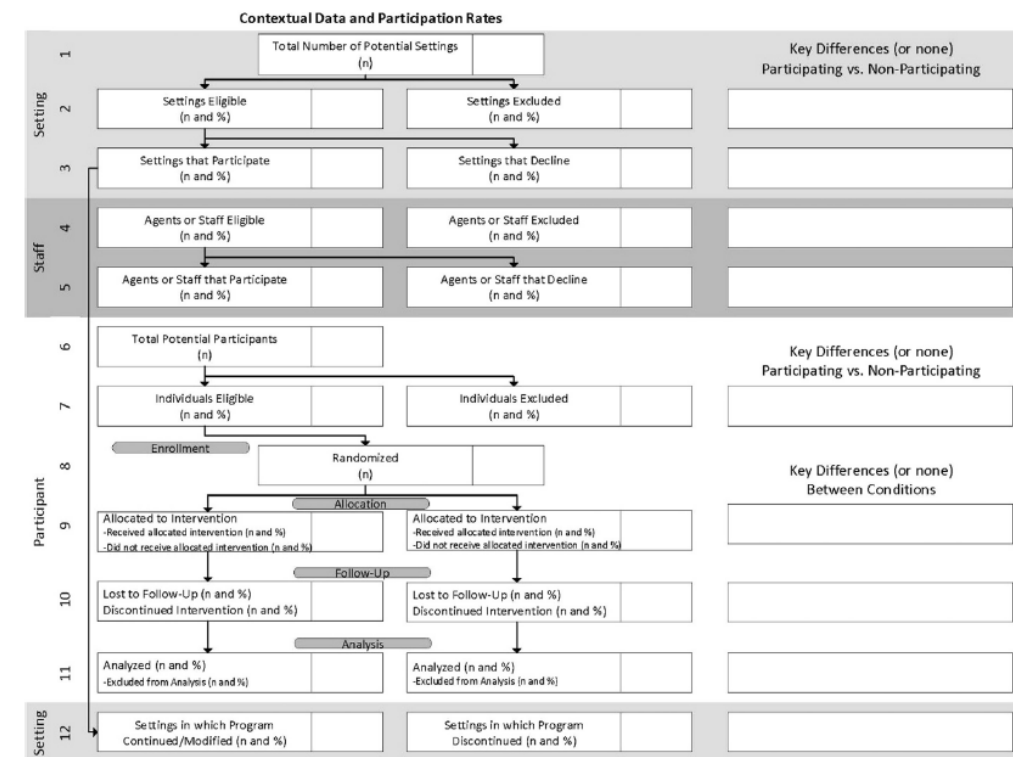 Contextual Data and Participation Rates
Setting
1
Total Number of Potential Settings
(n)
Key Differences (or none)
Participating vs. Non-Participating
2
Settings Eligible
(n and %)
Settings Excluded
(n and %)
3
Settings that Participate
(n and %)
Settings that Decline
(n and %)
Staff
4
Agents or Staff Eligible
(n and %)
Agents or Staff Excluded
(n and %)
5
Agents or Staff that Participate
(n and %)
Agents or Staff that Decline
(n and %)
Participant
6
Total Potential Participants
(n)
Key Differences (or none)
Participating vs. Non-Participating
7
Individuals Eligible
(n and %)
Individuals Excluded
(n and %)
Enrollment
8
Randomized
(n)
Key Differences (or none)
Between Conditions
Allocation
9
Allocated to Intervention
-Received allocated intervention (n and %)
-Did not receive allocated intervention (n and %)
Allocated to Intervention
-Received allocated intervention (n and %)
-Did not receive allocated intervention (n and %)
Follow-Up
10
Lost to Follow-Up (n and %)
Discontinued Intervention (n and %)
Lost to Follow-Up (n and %)
Discontinued Intervention (n and %)
Analysis
11
Analyzed (n and %)
-Excluded from Analysis (n and %)
Analyzed (n and %)
-Excluded from Analysis (n and %)
Setting
12
Settings in which Program
Continued/Modified (n and %)
Settings in which Program
Discontinued (n and %)